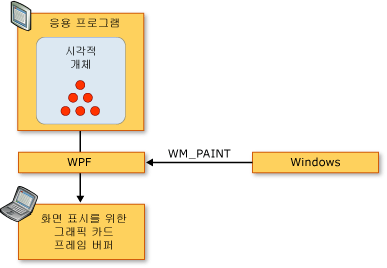 응용 프로그램
시각적
개체
WPF
WM_PAINT
Windows
화면 표시를 위한
그래픽 카드
프레임 버퍼